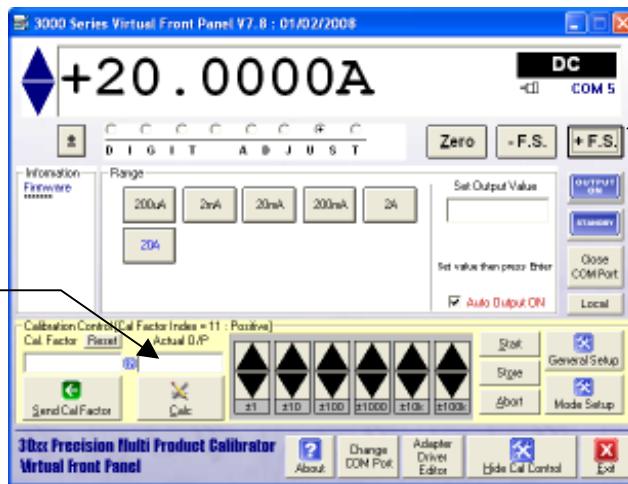 3000 Series Virtual Front Panel V7.8 : 01/02/2008
+20.0000A
DC
COM 5
±
DIGIT ADJUST
Zero
- F.S.
+ F.S.
Information
Firmware
Range
200uA
2mA
20mA
200mA
2A
20A
Set Output Value
Set value then press Enter
Auto Output ON
OUTPUT ON
STANDBY
Close COM Port
Local
Calibration Control [Cal Factor Index = 11 : Positive]
Cal. Factor
Reset
Actual O/P
Send Cal Factor
Calc
±1
±10
±100
±1000
±10k
±100k
Start
Store
Abort
General Setup
Mode Setup
30xx Precision Multi Product Calibrator
Virtual Front Panel
About
Change COM Port
Adapter Driver Editor
Hide Cal Control
Exit